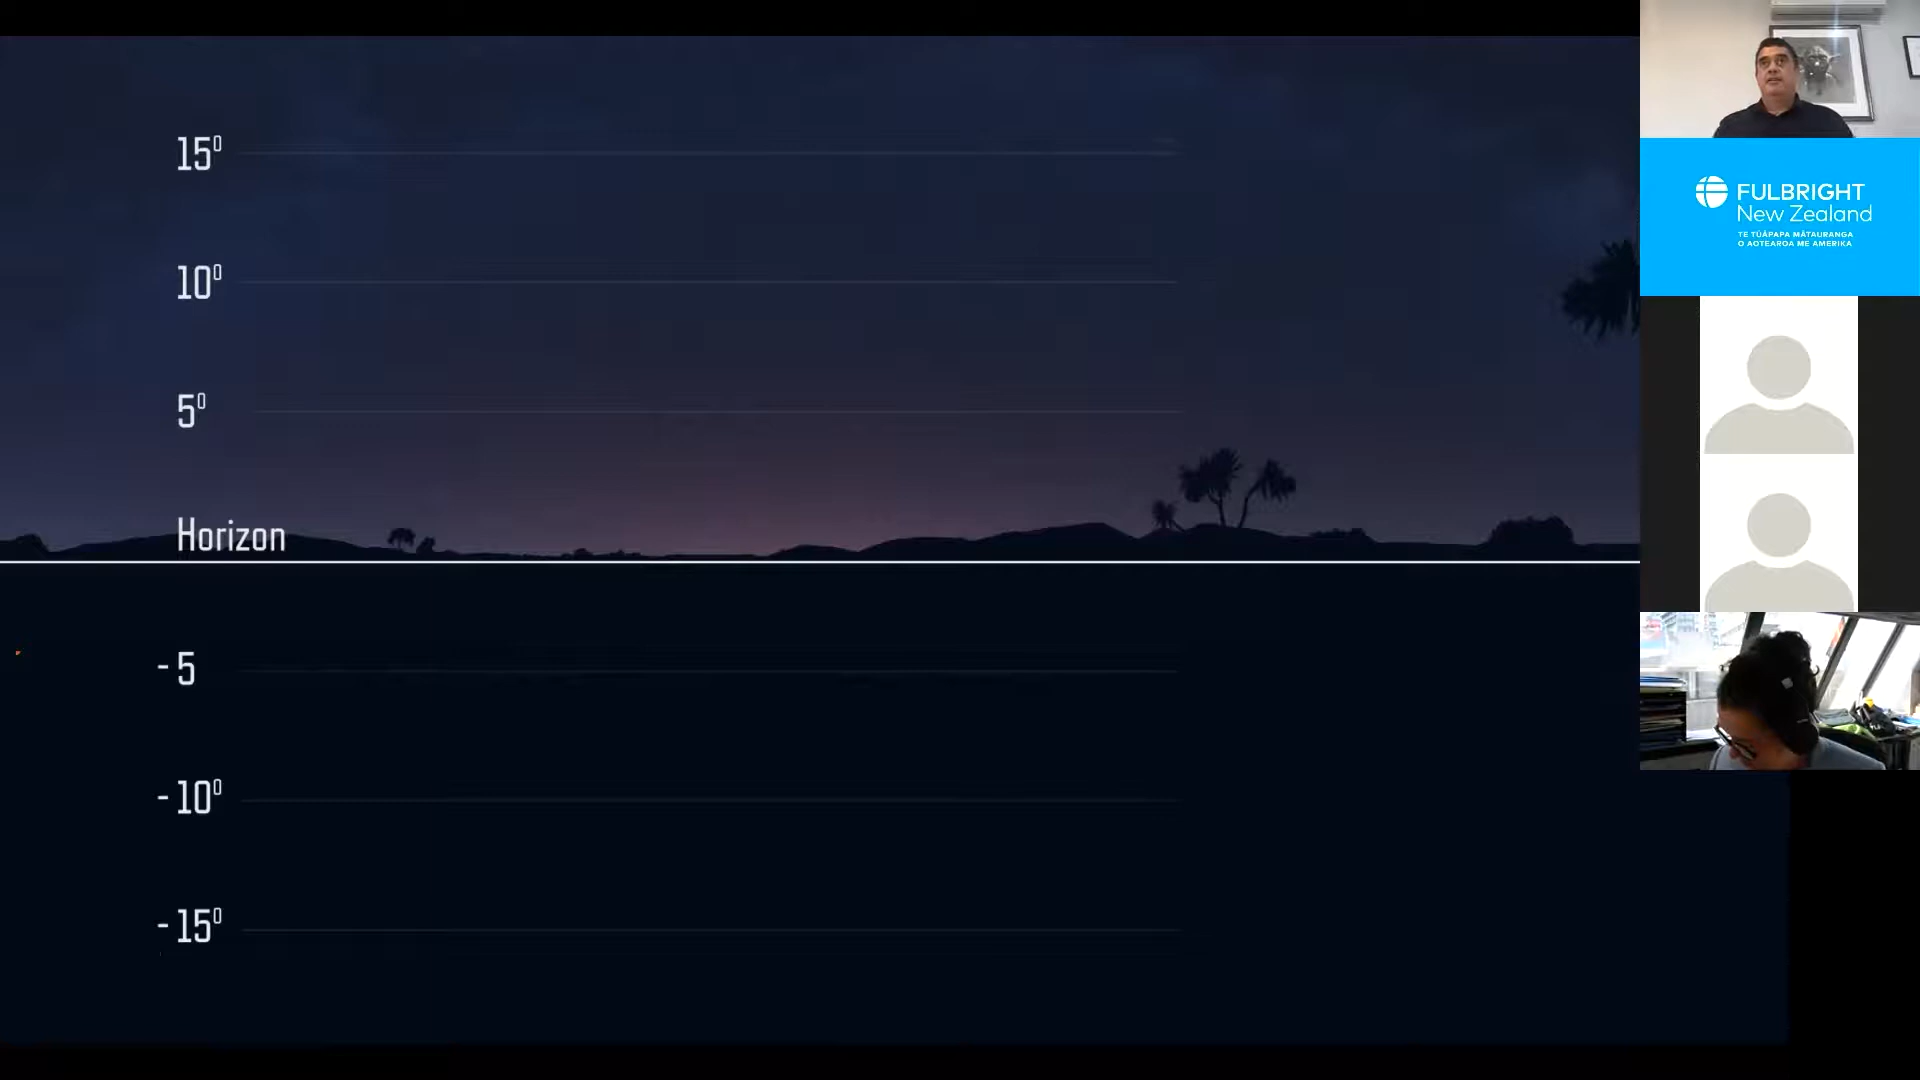 15⁰
10⁰
5⁰
Horizon
-5
-10⁰
-15⁰
FULBRIGHT
New Zealand
TE TŪĀPAPA MĀTAURANGA
O AOTEAROA ME AMERIKA